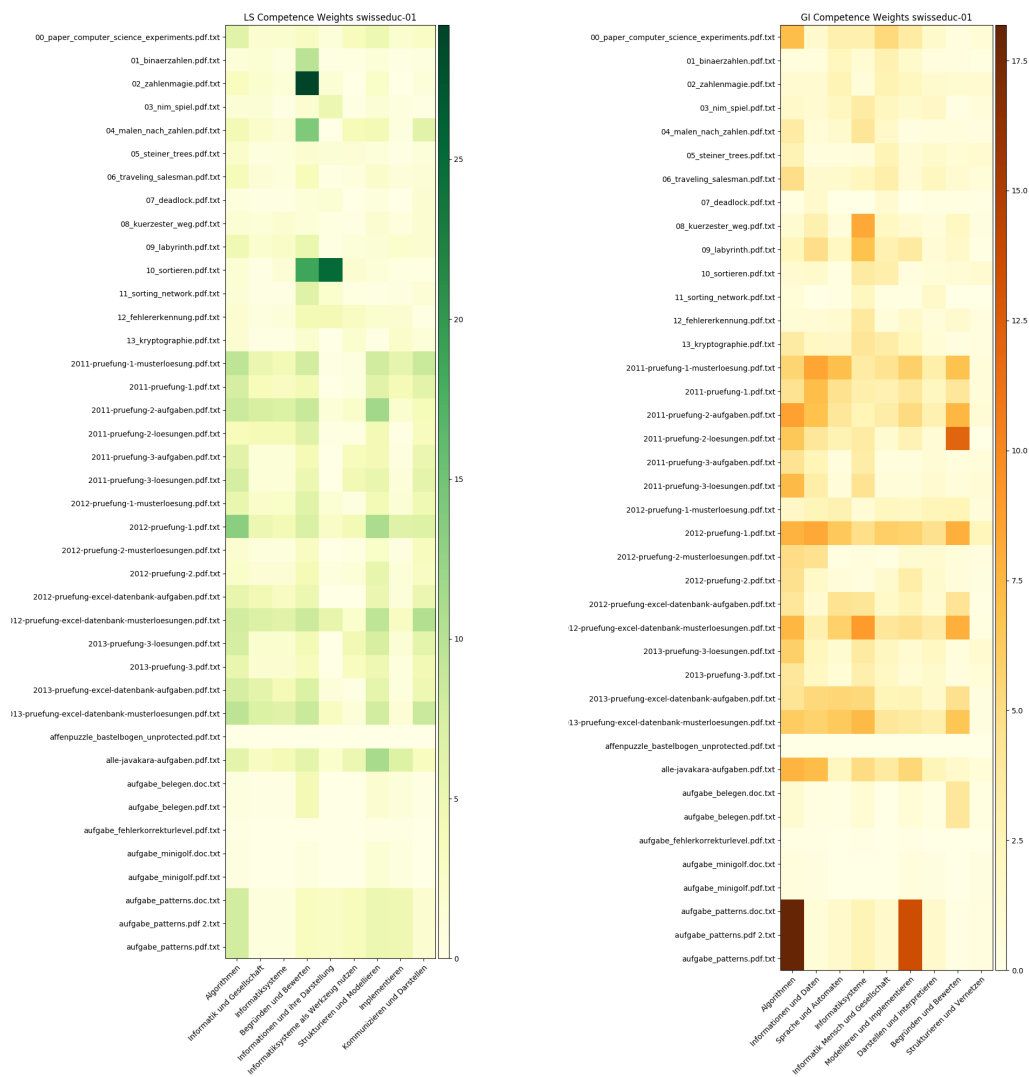 LS Competence Weights swisseduc-01
00_paper_computer_science_experiments.pdf.txt
01_binaerzahlen.pdf.txt
02_zahlenmagie.pdf.txt
03_nim_spiel.pdf.txt
04_malen_nach_zahlen.pdf.txt
05_steiner_trees.pdf.txt
06_traveling_salesman.pdf.txt
07_deadlock.pdf.txt
08_kuerzester_weg.pdf.txt
09_labyrinth.pdf.txt
10_sortieren.pdf.txt
11_sorting_network.pdf.txt
12_fehlererkennung.pdf.txt
13_kryptographie.pdf.txt
2011-pruefung-1-musterloesung.pdf.txt
2011-pruefung-1.pdf.txt
2011-pruefung-2-aufgaben.pdf.txt
2011-pruefung-2-loesungen.pdf.txt
2011-pruefung-3-aufgaben.pdf.txt
2011-pruefung-3-loesungen.pdf.txt
2012-pruefung-1-musterloesung.pdf.txt
2012-pruefung-1.pdf.txt
2012-pruefung-2-musterloesungen.pdf.txt
2012-pruefung-2.pdf.txt
2012-pruefung-excel-datenbank-aufgaben.pdf.txt
12-pruefung-excel-datenbank-musterloesungen.pdf.txt
2013-pruefung-3-loesungen.pdf.txt
2013-pruefung-3.pdf.txt
2013-pruefung-excel-datenbank-aufgaben.pdf.txt
13-pruefung-excel-datenbank-musterloesungen.pdf.txt
affenpuzzle_bastelbogen_unprotected.pdf.txt
alle-javakara-aufgaben.pdf.txt
aufgabe_belegen.doc.txt
aufgabe_belegen.pdf.txt
aufgabe_fehlerkorrekturlevel.pdf.txt
aufgabe_minigolf.doc.txt
aufgabe_minigolf.pdf.txt
aufgabe_patterns.doc.txt
aufgabe_patterns.pdf 2.txt
aufgabe_patterns.pdf.txt
Algorithmen
Informatik und Gesellschaft
Informatiksysteme
Begründen und Bewerten
Informationen und ihre Darstellung
Informatiksysteme als Werkzeug nutzen
Strukturieren und Modellieren
Implementieren
Kommunizieren und Darstellen
25
20
15
10
5
0
GI Competence Weights swisseduc-01
00_paper_computer_science_experiments.pdf.txt
01_binaerzahlen.pdf.txt
02_zahlenmagie.pdf.txt
03_nim_spiel.pdf.txt
04_malen_nach_zahlen.pdf.txt
05_steiner_trees.pdf.txt
06_traveling_salesman.pdf.txt
07_deadlock.pdf.txt
08_kuerzester_weg.pdf.txt
09_labyrinth.pdf.txt
10_sortieren.pdf.txt
11_sorting_network.pdf.txt
12_fehlererkennung.pdf.txt
13_kryptographie.pdf.txt
2011-pruefung-1-musterloesung.pdf.txt
2011-pruefung-1.pdf.txt
2011-pruefung-2-aufgaben.pdf.txt
2011-pruefung-2-loesungen.pdf.txt
2011-pruefung-3-aufgaben.pdf.txt
2011-pruefung-3-loesungen.pdf.txt
2012-pruefung-1-musterloesung.pdf.txt
2012-pruefung-1.pdf.txt
2012-pruefung-2-musterloesungen.pdf.txt
2012-pruefung-2.pdf.txt
2012-pruefung-excel-datenbank-aufgaben.pdf.txt
12-pruefung-excel-datenbank-musterloesungen.pdf.txt
2013-pruefung-3-loesungen.pdf.txt
2013-pruefung-3.pdf.txt
2013-pruefung-excel-datenbank-aufgaben.pdf.txt
13-pruefung-excel-datenbank-musterloesungen.pdf.txt
affenpuzzle_bastelbogen_unprotected.pdf.txt
alle-javakara-aufgaben.pdf.txt
aufgabe_belegen.doc.txt
aufgabe_belegen.pdf.txt
aufgabe_fehlerkorrekturlevel.pdf.txt
aufgabe_minigolf.doc.txt
aufgabe_minigolf.pdf.txt
aufgabe_patterns.doc.txt
aufgabe_patterns.pdf 2.txt
aufgabe_patterns.pdf.txt
Algorithmen
Informationen und Daten
Sprache und Automaten
Informatiksysteme
Informatik Mensch und Gesellschaft
Modellieren und Implementieren
Darstellen und Interpretieren
Begründen und Bewerten
Strukturieren und Vernetzen
17.5
15.0
12.5
10.0
7.5
5.0
2.5
0.0